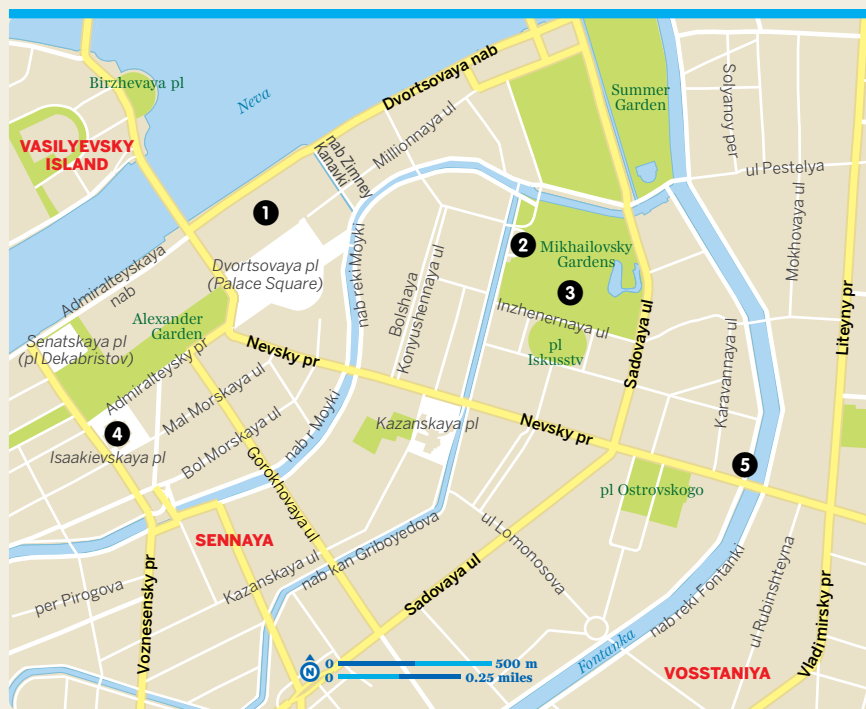 Birzhevaya pl
Neva
Dvortsovaya nab
Summer
Garden
Solyanoy per
VASILYEVSKY
ISLAND
nab Zimney
Kanavki
Millionnaya ul
ul Pestelya
1
2
Mikhailovsky
Gardens
Mokhovaya ul
Admiralteyskaya
nab
Dvortsovaya pl
(Palace Square)
nab reki Moyki
Bolshaya
Konyushennaya ul
3
Liteyny pr
Alexander
Garden
Inzhenernaya ul
Senatskaya pl
(pl Dekabristov)
Admiralteysky pr
Nevsky pr
pl
Iskusstv
Sadovaya ul
Karavannaya ul
Mal Morskaya ul
4
Isaakievskaya pl
Bol Morskaya ul
nab r Moyki
Kazanskaya pl
Nevsky pr
5
Gorokhovaya ul
pl Ostrovskogo
SENNAYA
nab kan Griboyedova
ul Lomonosova
Kazanskaya ul
per Pirogova
Voznesensky pr
Sadovaya ul
nab reki Fontanki
ul Rubinshteyna
Vladimirsky pr
Fontanka
VOSSTANIYA
N
0 500 m
0 0.25 miles